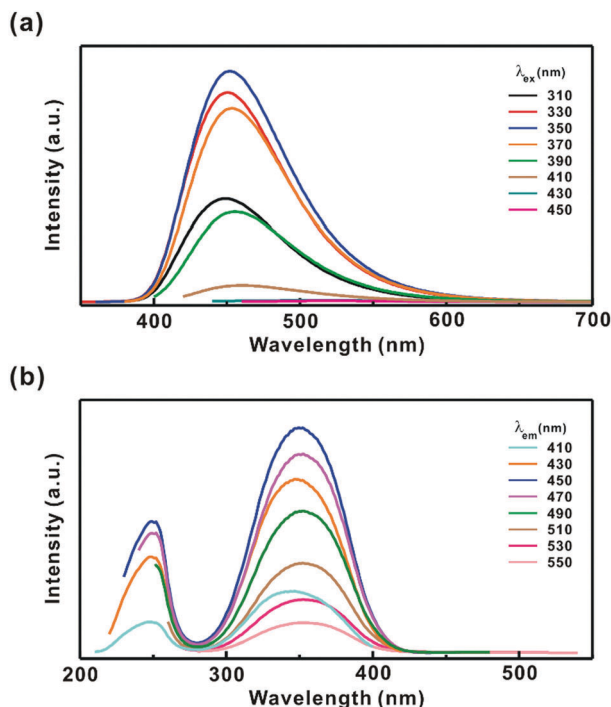 (a)
Intensity (a.u.)
λex (nm)
310
330
350
370
390
410
430
450
400 500 600 700
Wavelength (nm)
(b)
Intensity (a.u.)
λem (nm)
410
430
450
470
490
510
530
550
200 300 400 500
Wavelength (nm)